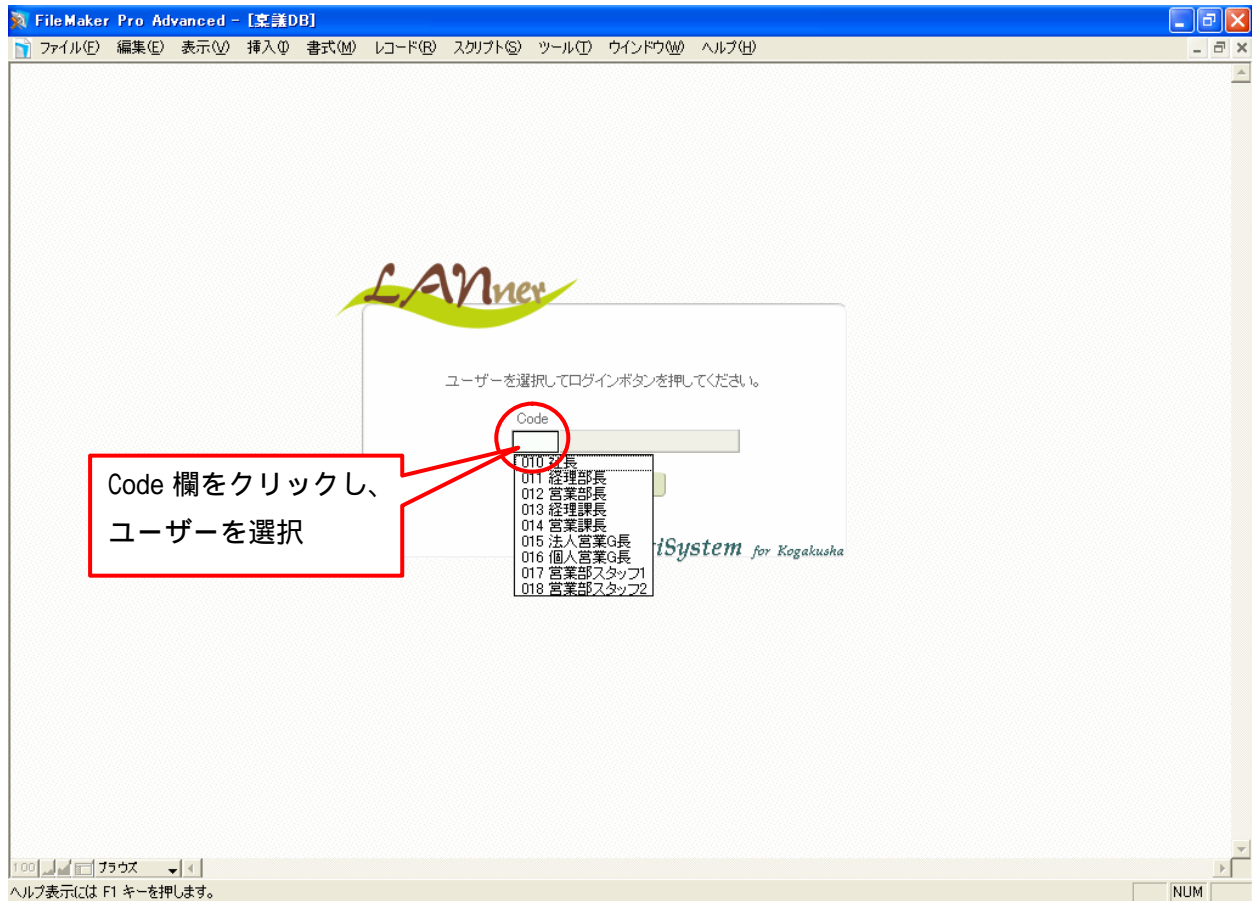 FileMaker Pro Advanced - [稟議DB]
ファイル(F) 編集(E) 表示(V) 挿入(I) 書式(M) レコード(R) スクリプト(S) ツール(T) ウインドウ(W) ヘルプ(H)
LANner
ユーザーを選択してログインボタンを押してください。
Code
Code 欄をクリックし、
ユーザーを選択
010 社長
011 経理部長
012 営業部長
013 経理課長
014 営業課長
015 法人営業G長
016 個人営業G長
017 営業部スタッフ1
018 営業部スタッフ2
iSystem for Kogakusha
100 ブラウズ
ヘルプ表示には F1 キーを押します。
NUM